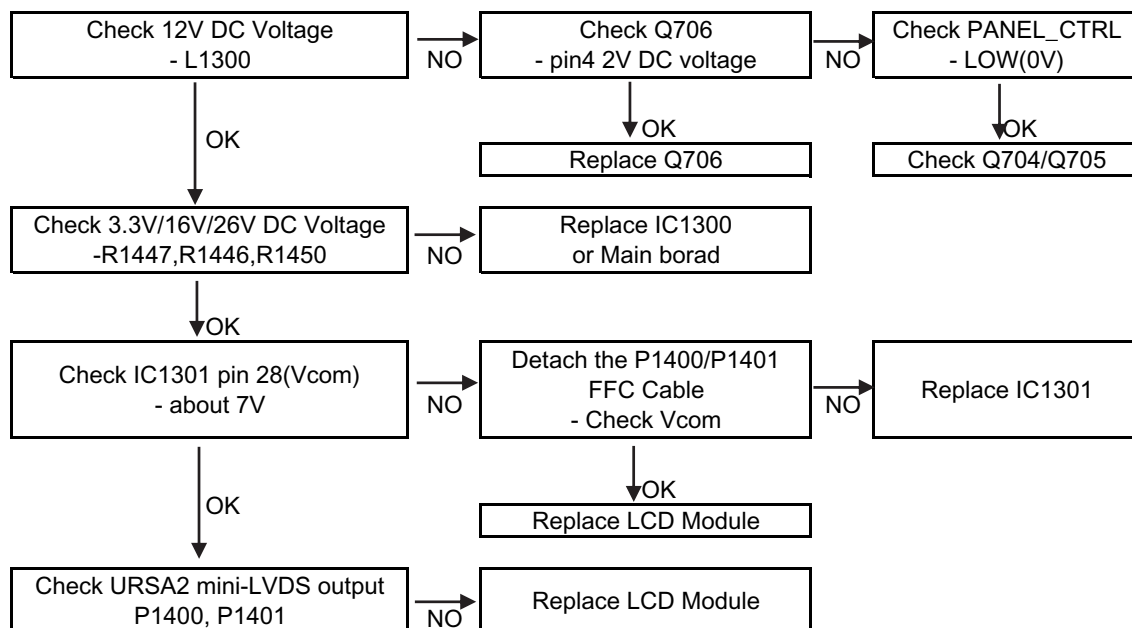 Check 12V DC Voltage
- L1300
NO
Check Q706
- pin4 2V DC voltage
NO
Check PANEL_CTRL
- LOW(0V)
OK
OK
OK
Replace Q706
Check Q704/Q705
Check 3.3V/16V/26V DC Voltage
-R1447,R1446,R1450
NO
Replace IC1300
or Main borad
OK
Check IC1301 pin 28(Vcom)
- about 7V
NO
Detach the P1400/P1401
FFC Cable
- Check Vcom
NO
Replace IC1301
OK
OK
Replace LCD Module
Check URSA2 mini-LVDS output
P1400, P1401
NO
Replace LCD Module